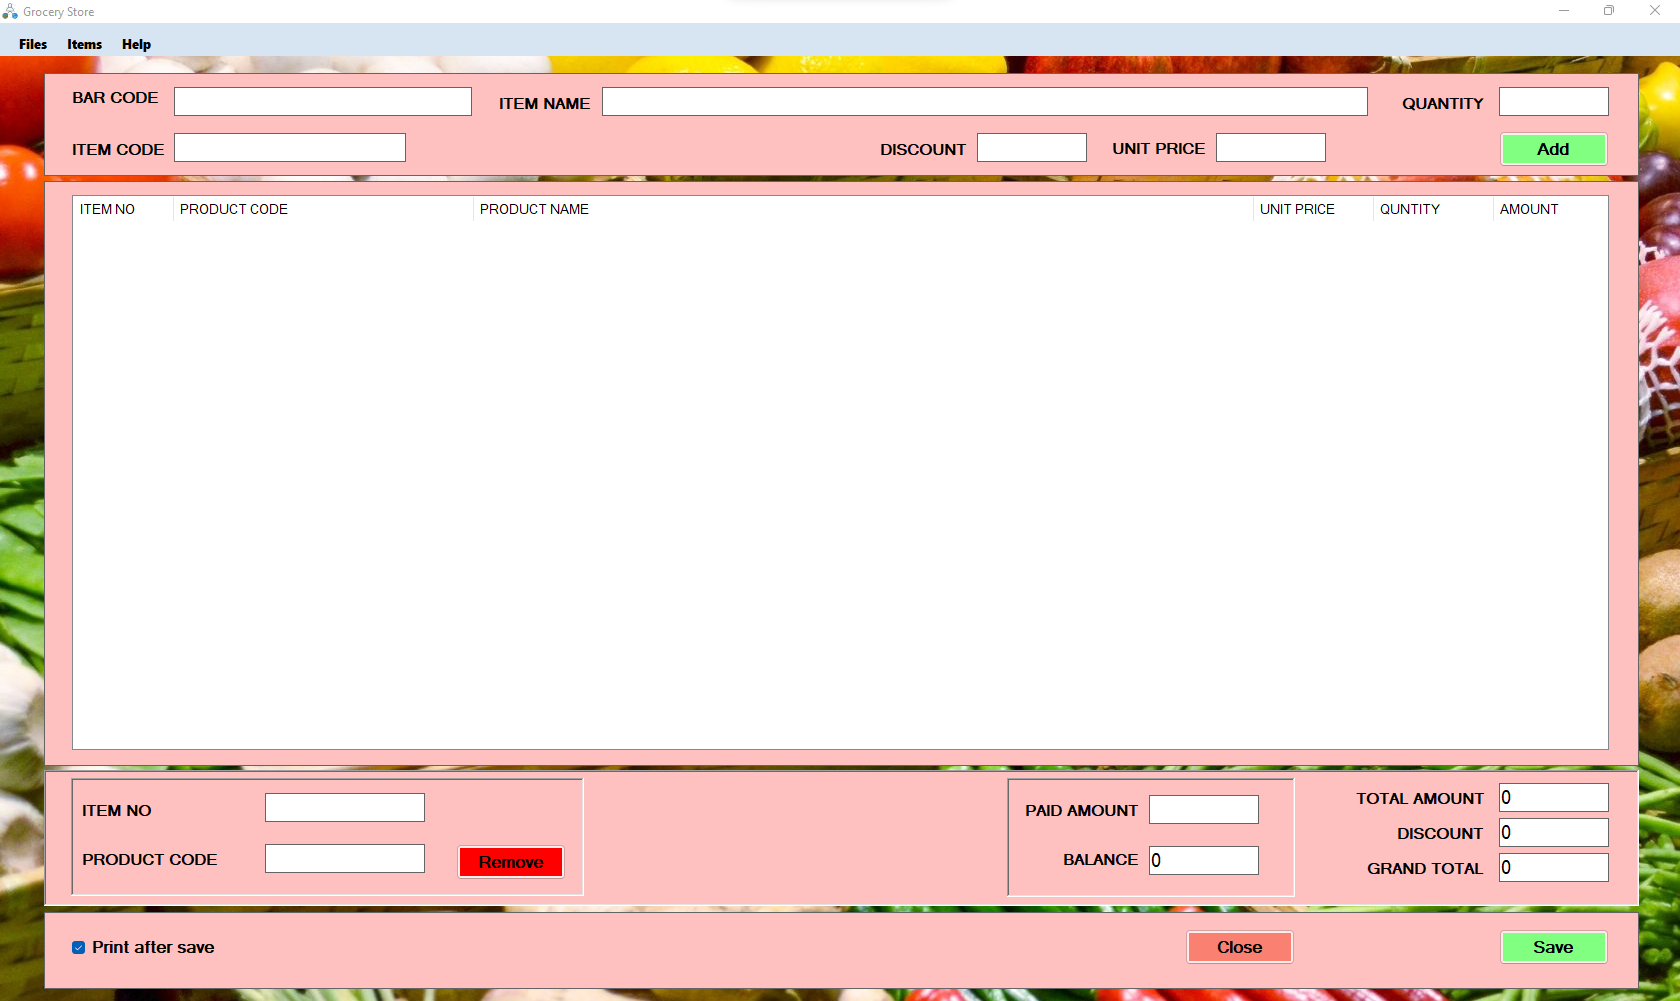 Grocery Store
Files Items Help
BAR CODE ITEM NAME QUANTITY
ITEM CODE DISCOUNT UNIT PRICE Add
ITEM NO PRODUCT CODE PRODUCT NAME UNIT PRICE QUNTITY AMOUNT
ITEM NO
PRODUCT CODE Remove
PAID AMOUNT
BALANCE 0
TOTAL AMOUNT 0
DISCOUNT 0
GRAND TOTAL 0
Print after save Close Save